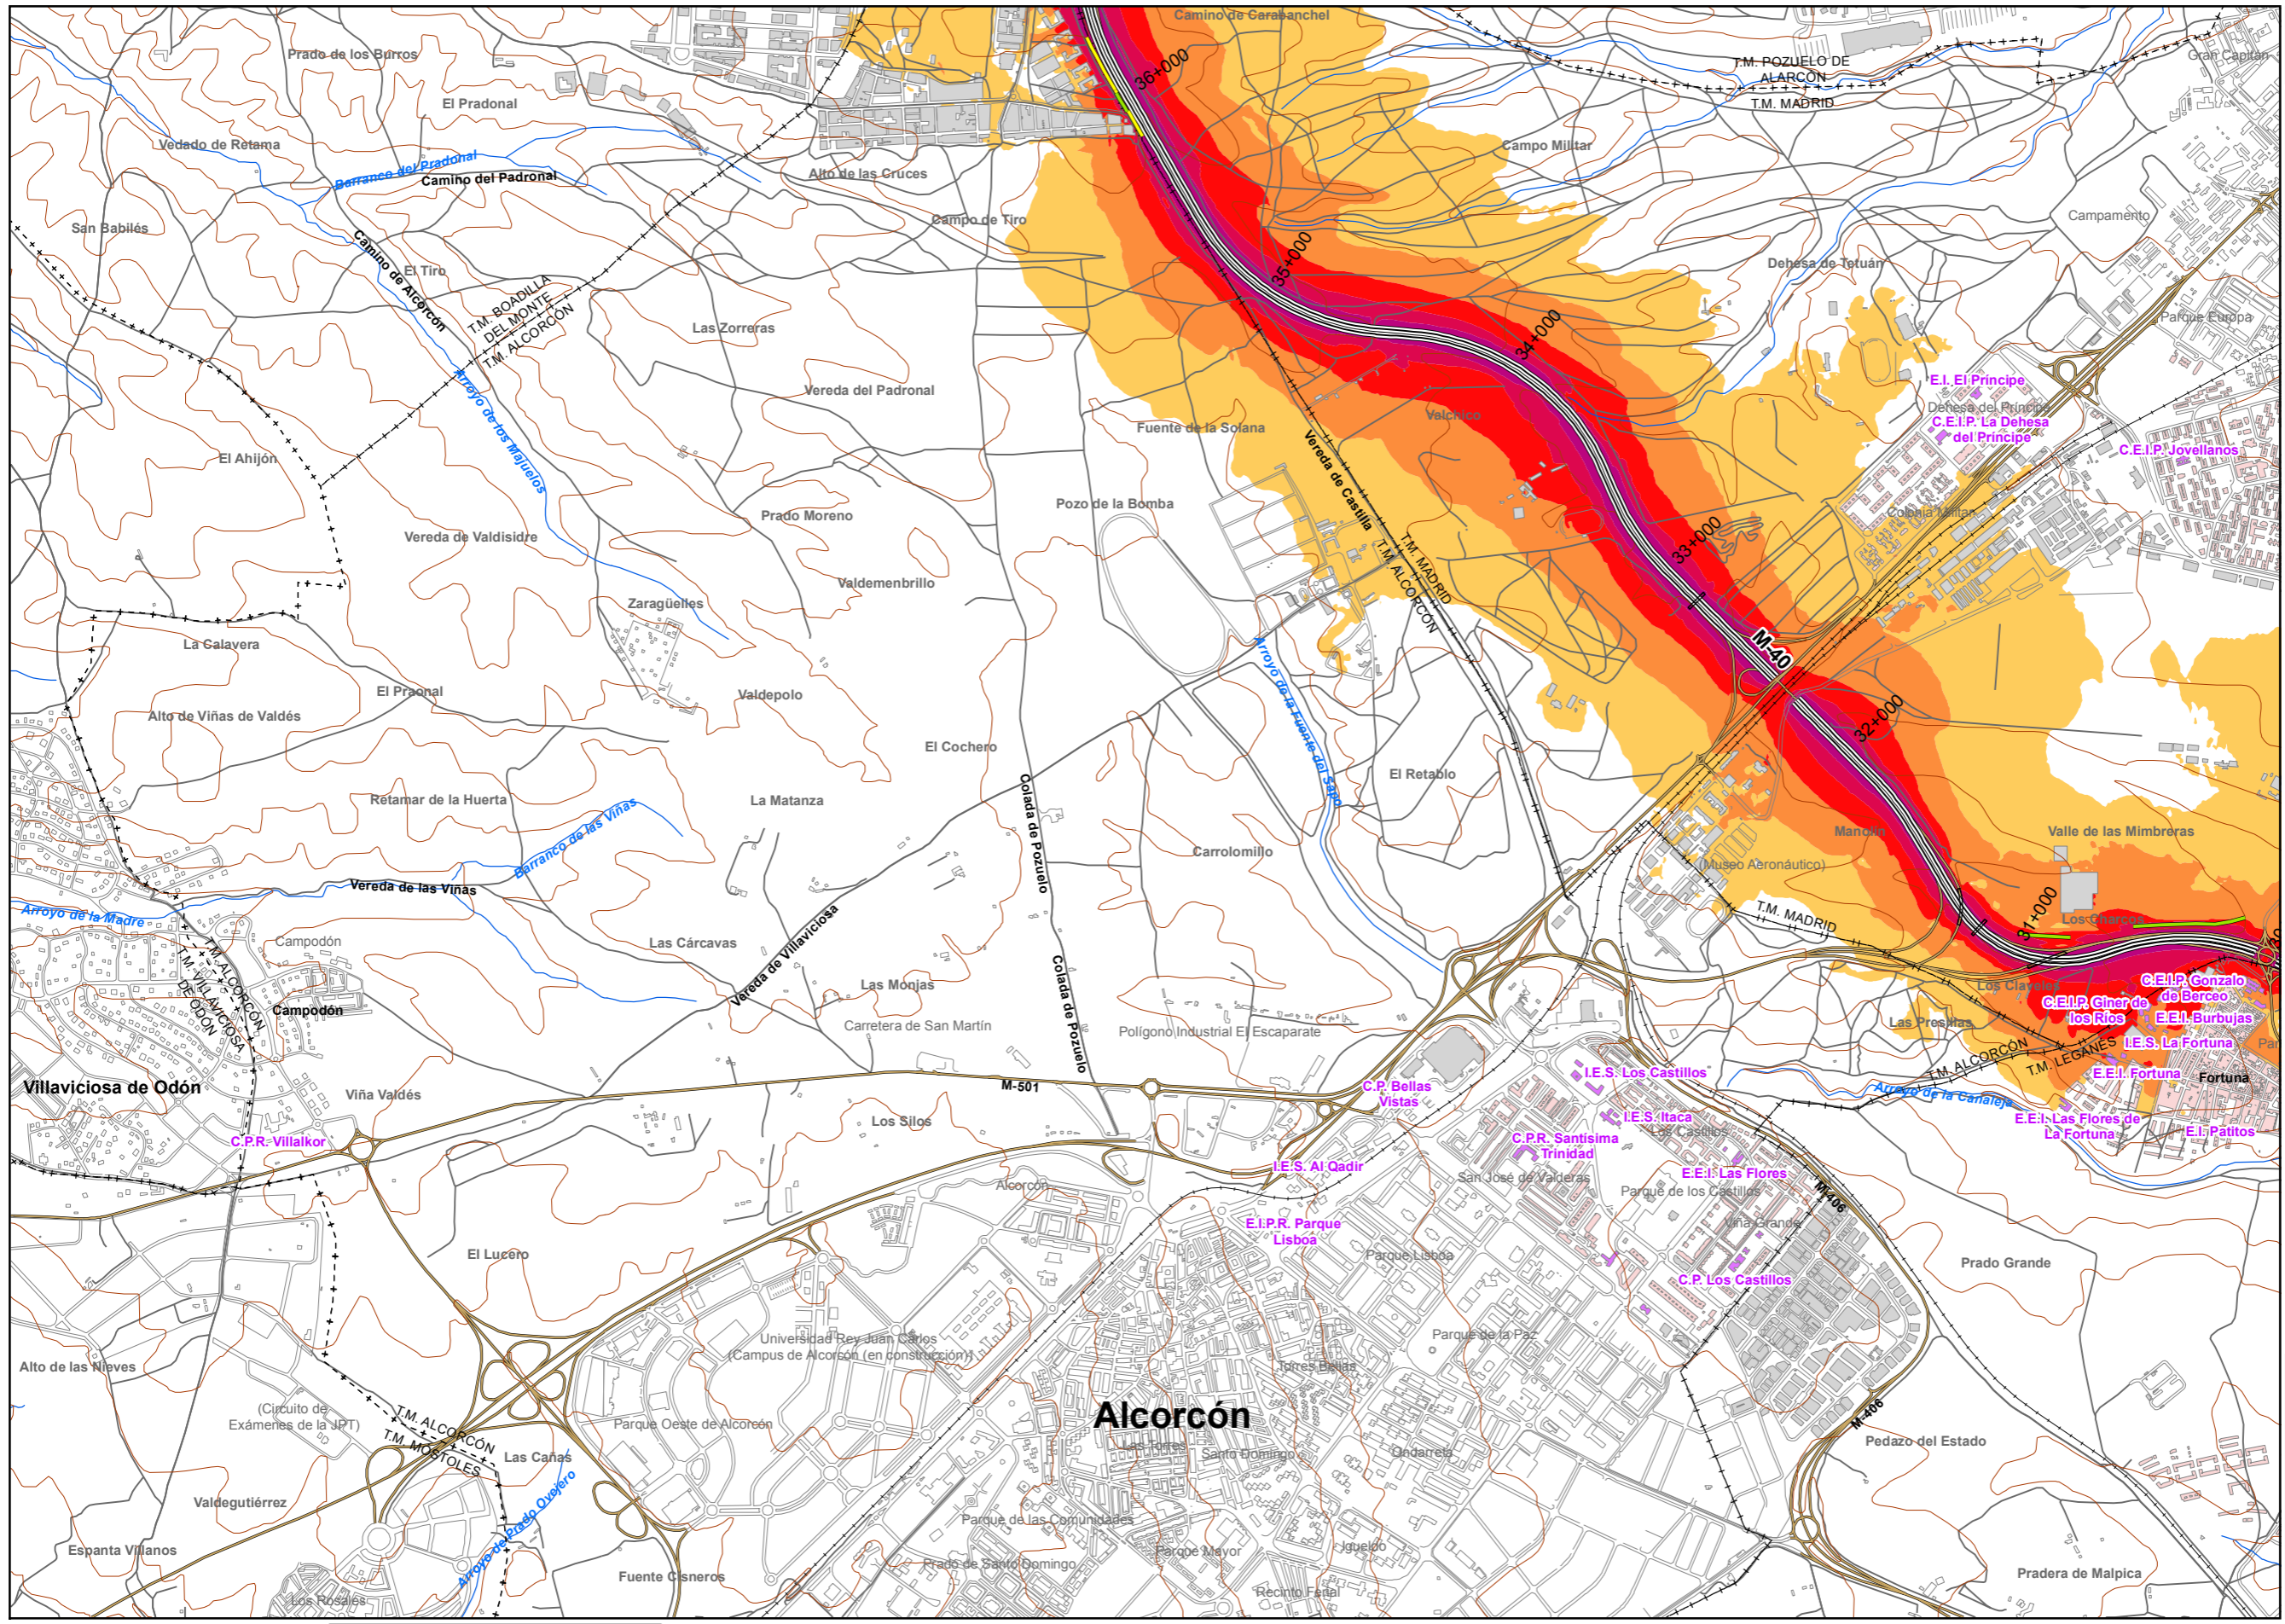 Camino de Carabanchel
Prado de los Burros
Gran Capitán
T.M. POZUELO DE
ALARCÓN
T.M. MADRID
36+000
El Pradonal
Vedado de Retama
Campo Militar
Barranco del Pradonal
Camino del Padronal
Alto de las Cruces
San Babilés
Campo de Tiro
Campamento
Camino de Alcorcón
El Tiro
35+000
Dehesa de Tetuán
T.M. BOADILLA
DEL MONTE
T.M. ALCORCÓN
Las Zorreras
34+000
Parque Europa
Arroyo de los Majuelos
Vereda del Padronal
E.I. El Príncipe
Dehesa del Príncipe
C.E.I.P. La Dehesa
del Príncipe
Valchico
Fuente de la Solana
Vereda de Castilla
C.E.I.P. Jovellanos
El Ahijón
Pozo de la Bomba
Prado Moreno
Colonia Militar
Vereda de Valdisidre
33+000
T.M. MADRID
T.M. ALCORCÓN
Valdemenbrillo
Zaragüelles
La Calavera
M-40
Arroyo de la Fuente del Sapo
El Praonal
Valdepolo
Alto de Viñas de Valdés
32+000
El Cochero
El Retablo
Colada de Pozuelo
Retamar de la Huerta
La Matanza
Barranco de las Viñas
Valle de las Mimbreras
Carrolomillo
(Museo Aeronáutico)
Vereda de las Viñas
Arroyo de la Madre
T.M. MADRID
31+000
Los Charcos
30
Campodón
Las Cárcavas
Vereda de Villaviciosa
T.M. ALCORCÓN
T.M. VILLAVICIOSA
DE ODÓN
Las Monjas
Colada de Pozuelo
Los Claveles
C.E.I.P. Gonzalo
de Berceo
C.E.I.P. Giner de
los Ríos
E.E.I. Burbujas
Campodón
Carretera de San Martín
Polígono Industrial El Escaparate
Las Presillas
I.E.S. La Fortuna
Par
T.M. ALCORCÓN
T.M. LEGANÉS
E.E.I. Fortuna
Fortuna
Villaviciosa de Odón
Viña Valdés
M-501
C.P. Bellas
Vistas
I.E.S. Los Castillos
Arroyo de la Canaleja
Los Silos
I.E.S. Itaca
Los Castillos
E.E.I. Las Flores de
La Fortuna
E.I. Patitos
C.P.R. Villalkor
C.P.R. Santisima
Trinidad
I.E.S. Al Qadir
San José de Valderas
E.E.I. Las Flores
Parque de los Castillos
M-406
Alcorcón
E.I.P.R. Parque
Lisboa
Viña Grande
El Lucero
Parque Lisboa
Prado Grande
C.P. Los Castillos
Universidad Rey Juan Carlos
(Campus de Alcorcón (en construcción)]
Parque de la Paz
Alto de las Nieves
Torres Bellas
(Circuito de
Exámenes de la JPT)
T.M. ALCORCÓN
T.M. MÓSTOLES
Parque Oeste de Alcorcón
Alcorcón
M-406
Las Torres
Santo Domingo
Ondarreta
Pedazo del Estado
Las Cañas
Valdegutiérrez
Arroyo de Prado Ovejero
Parque de las Comunidades
Espanta Villanos
Parque Mayor
Igueldo
Prado de Santo Domingo
Fuente Cisneros
Recinto Ferial
Pradera de Malpica
Los Rosales